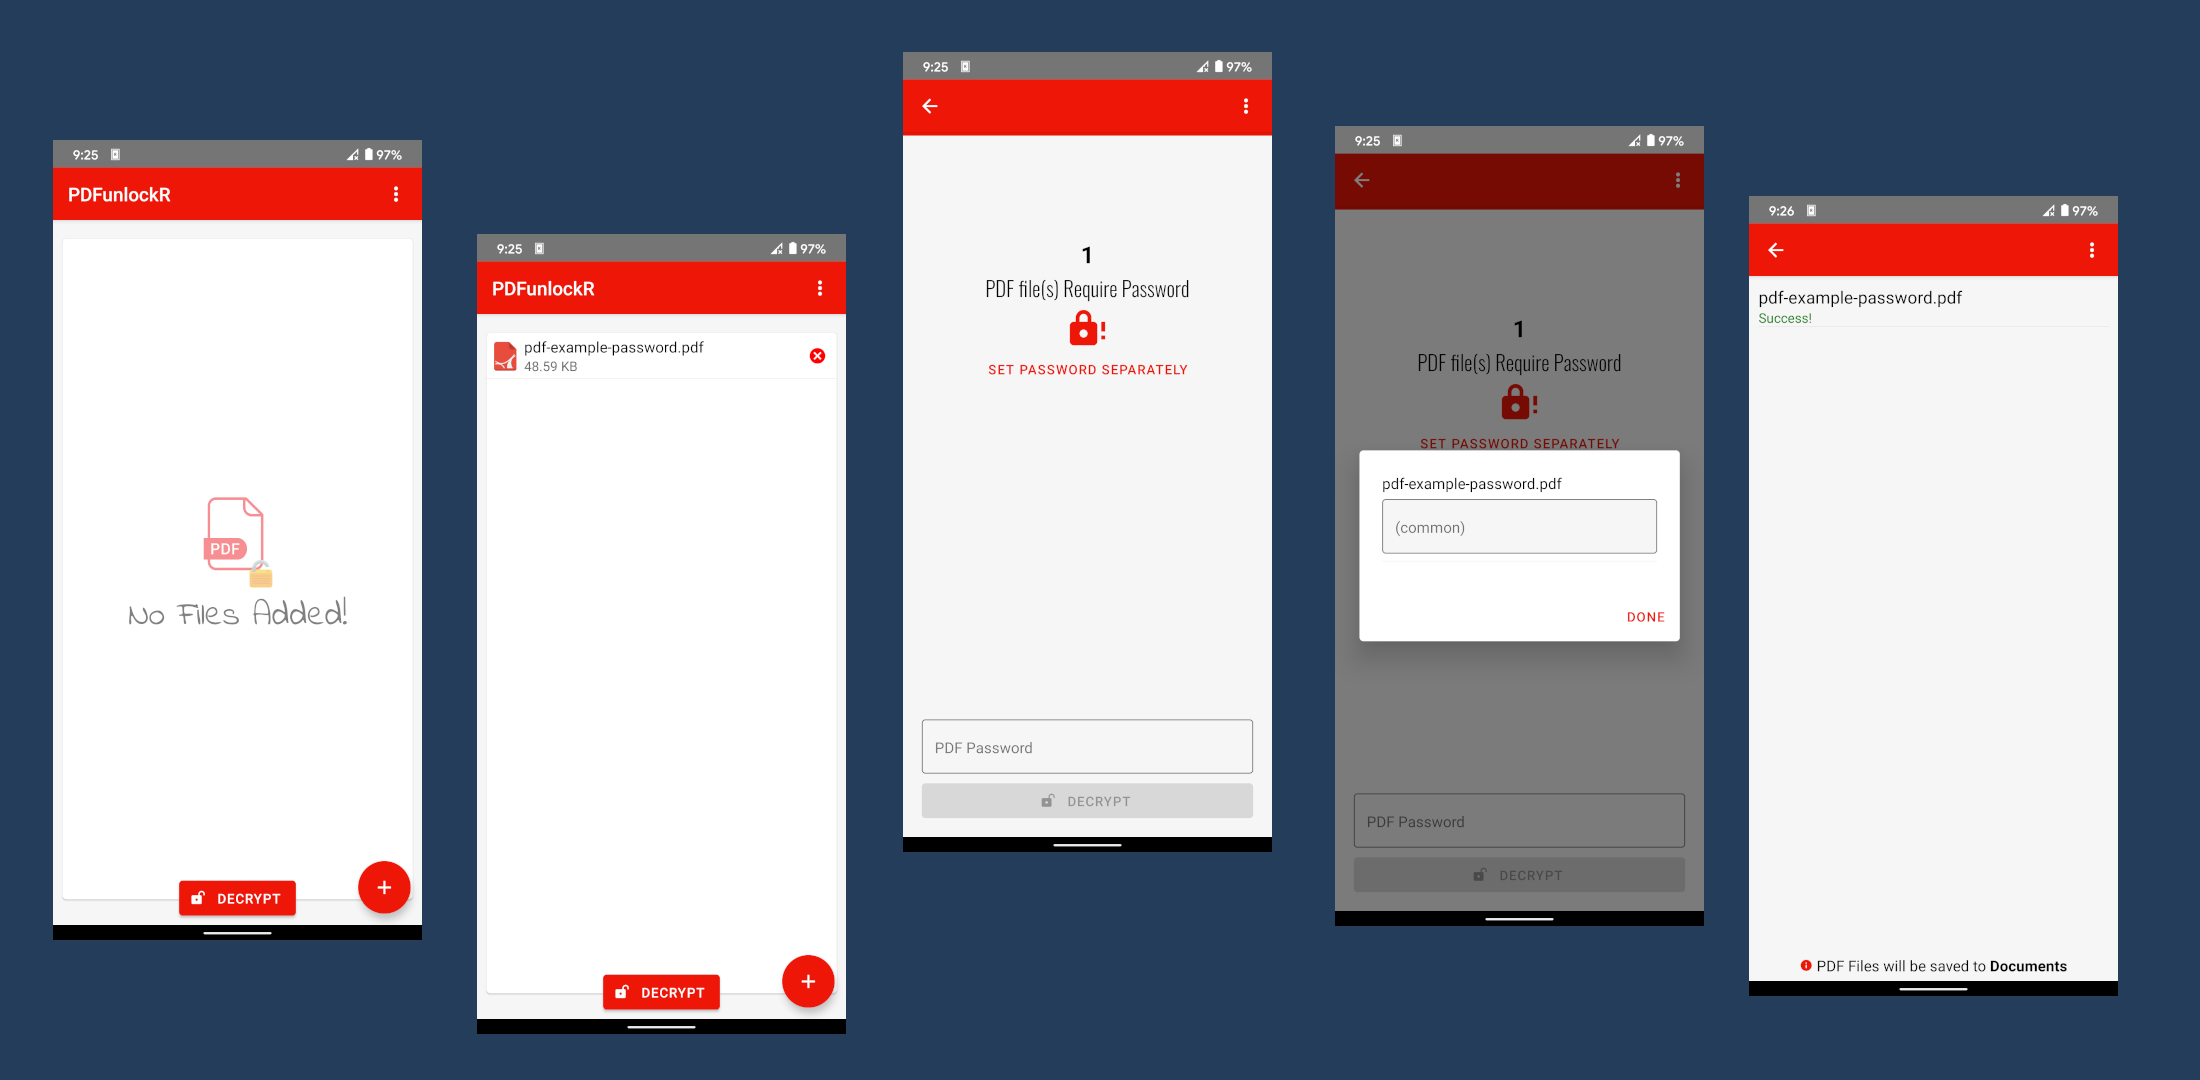 9:25 97%
PDFunlockR
PDF
No Files Added!
DECRYPT
9:25 97%
PDFunlockR
pdf-example-password.pdf
48.59 KB
DECRYPT
9:25 97%
1
PDF file(s) Require Password
SET PASSWORD SEPARATELY
PDF Password
DECRYPT
9:25 97%
1
PDF file(s) Require Password
SET PASSWORD SEPARATELY
pdf-example-password.pdf
(common)
DONE
PDF Password
DECRYPT
9:26 97%
pdf-example-password.pdf
Success!
PDF Files will be saved to Documents